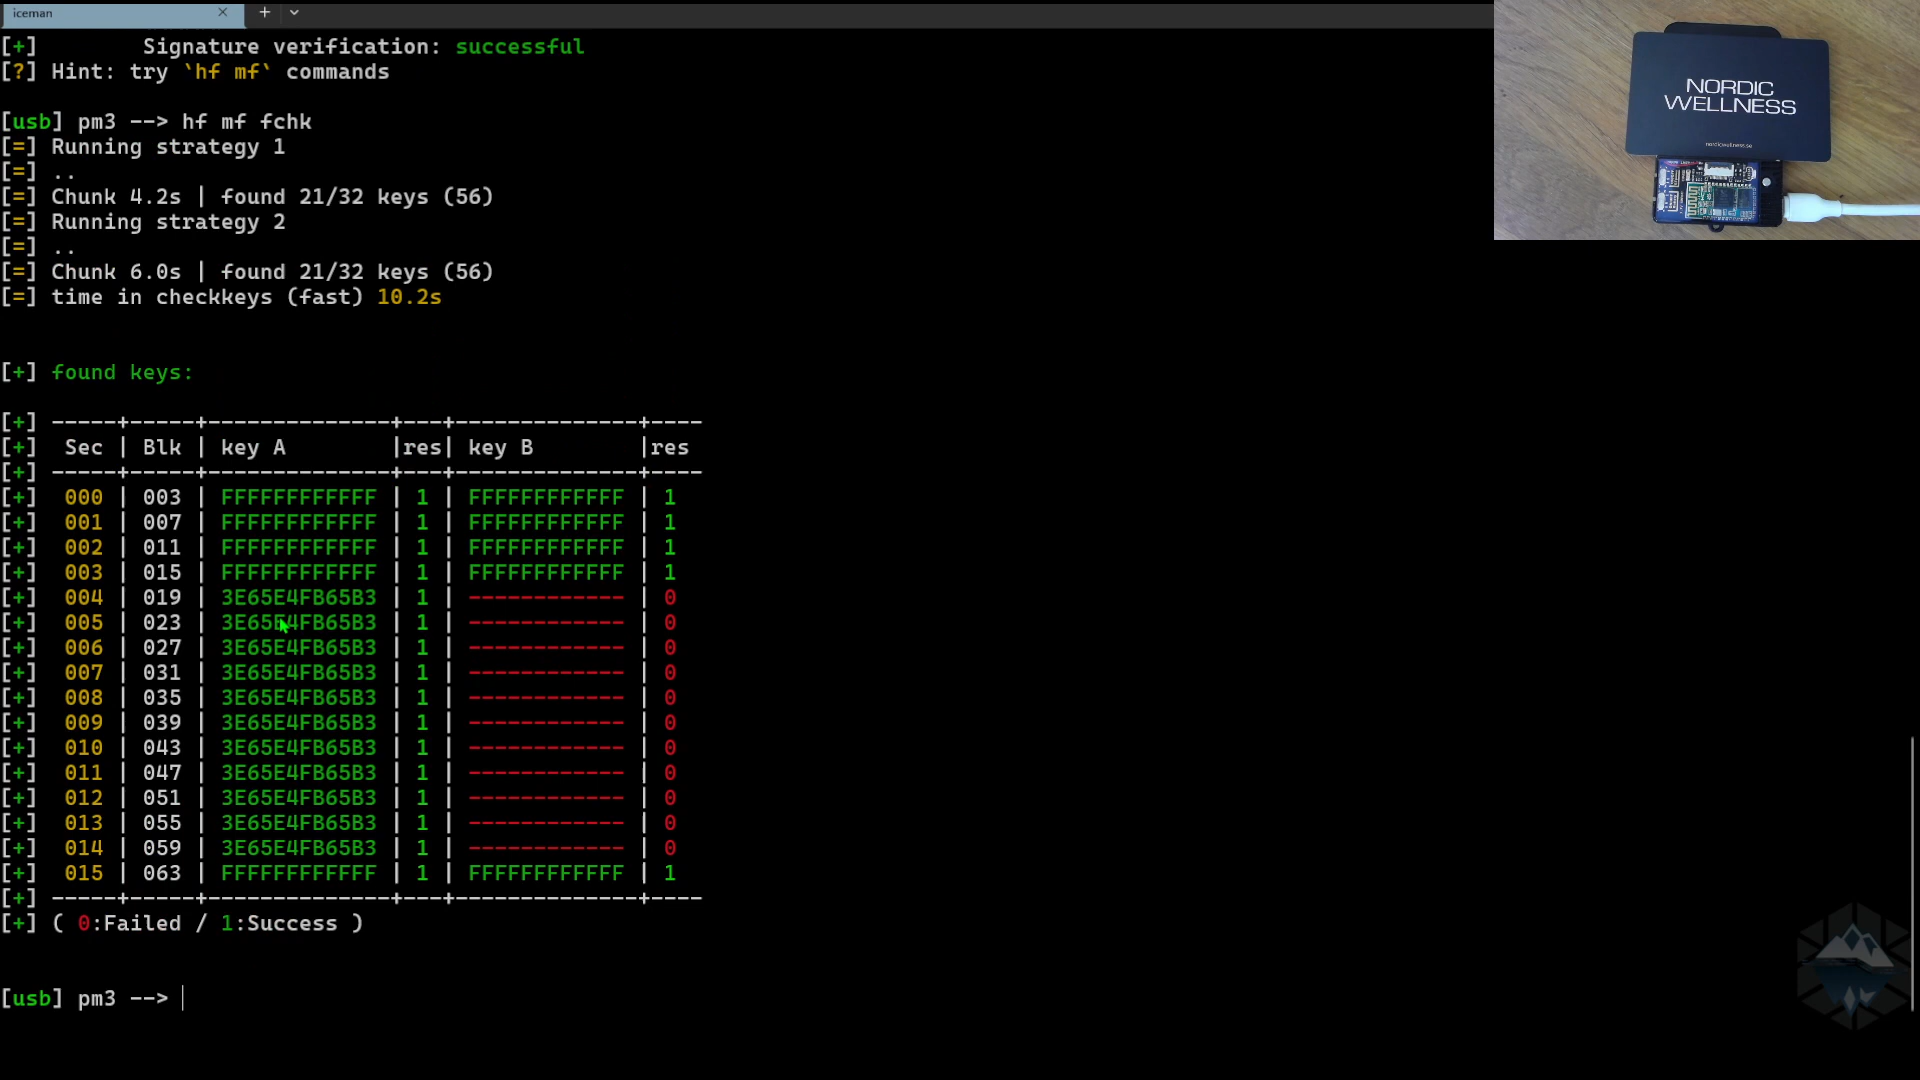 iceman
[+] Signature verification: successful
[?] Hint: try `hf mf` commands
[usb] pm3 --> hf mf fchk
[=] Running strategy 1
[=] ..
[=] Chunk 4.2s | found 21/32 keys (56)
[=] Running strategy 2
[=] ..
[=] Chunk 6.0s | found 21/32 keys (56)
[=] time in checkkeys (fast) 10.2s
[+] found keys:
[+] -----+-----+--------------+---+--------------+----
[+] Sec | Blk | key A |res| key B |res
[+] -----+-----+--------------+---+--------------+----
[+] 000 | 003 | FFFFFFFFFFFF | 1 | FFFFFFFFFFFF | 1
[+] 001 | 007 | FFFFFFFFFFFF | 1 | FFFFFFFFFFFF | 1
[+] 002 | 011 | FFFFFFFFFFFF | 1 | FFFFFFFFFFFF | 1
[+] 003 | 015 | FFFFFFFFFFFF | 1 | FFFFFFFFFFFF | 1
[+] 004 | 019 | 3E65E4FB65B3 | 1 | ------------ | 0
[+] 005 | 023 | 3E65E4FB65B3 | 1 | ------------ | 0
[+] 006 | 027 | 3E65E4FB65B3 | 1 | ------------ | 0
[+] 007 | 031 | 3E65E4FB65B3 | 1 | ------------ | 0
[+] 008 | 035 | 3E65E4FB65B3 | 1 | ------------ | 0
[+] 009 | 039 | 3E65E4FB65B3 | 1 | ------------ | 0
[+] 010 | 043 | 3E65E4FB65B3 | 1 | ------------ | 0
[+] 011 | 047 | 3E65E4FB65B3 | 1 | ------------ | 0
[+] 012 | 051 | 3E65E4FB65B3 | 1 | ------------ | 0
[+] 013 | 055 | 3E65E4FB65B3 | 1 | ------------ | 0
[+] 014 | 059 | 3E65E4FB65B3 | 1 | ------------ | 0
[+] 015 | 063 | FFFFFFFFFFFF | 1 | FFFFFFFFFFFF | 1
[+] -----+-----+--------------+---+--------------+----
[+] ( 0:Failed / 1:Success )
[usb] pm3 -->
NORDIC
WELLNESS
nordicwellness.se